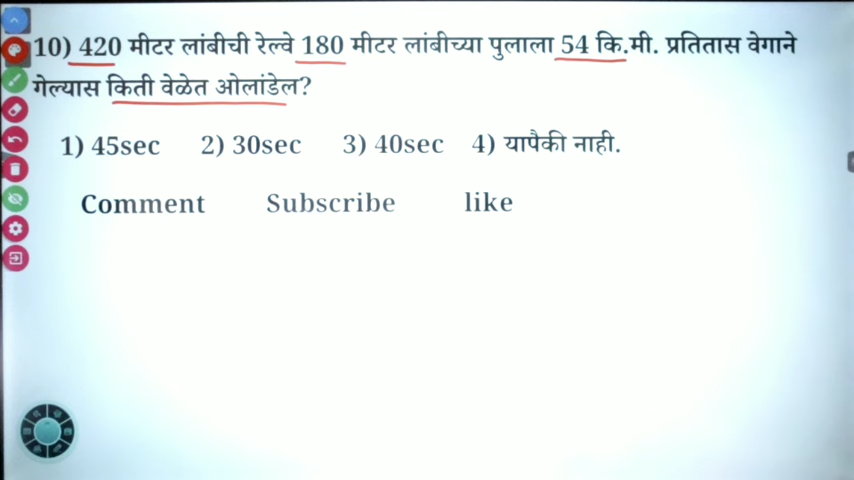 10) 420 मीटर लांबीची रेल्वे 180 मीटर लांबीच्या पुलाला 54 कि.मी. प्रतितास वेगाने
गेल्यास किती वेळेत ओलांडेल?
1) 45sec 2) 30sec 3) 40sec 4) यापैकी नाही.
Comment Subscribe like